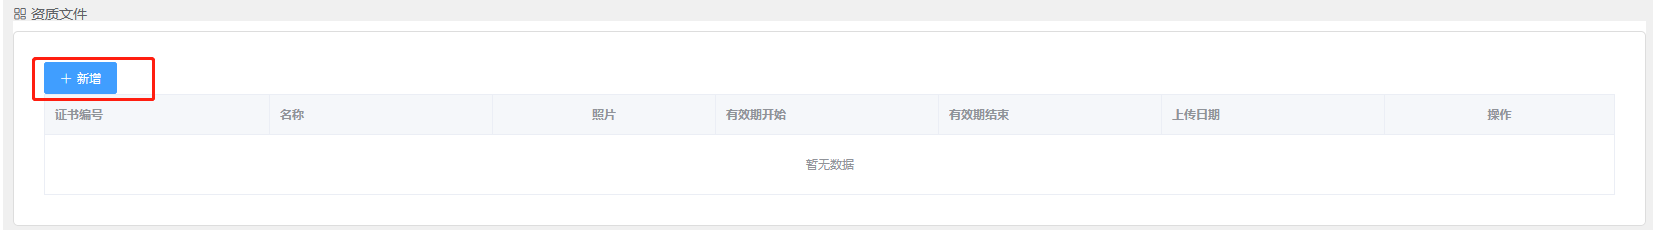 资质文件
+ 新增
证书编号 名称 照片 有效期开始 有效期结束 上传日期 操作
暂无数据